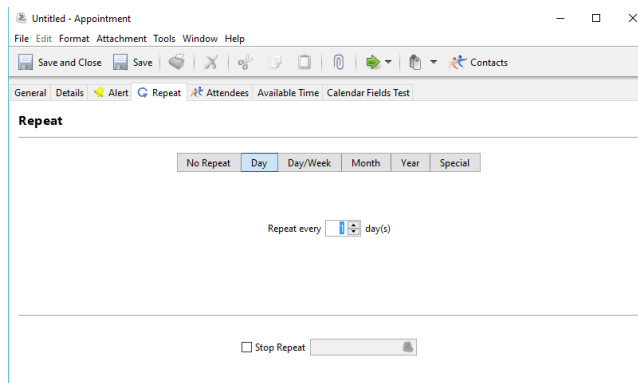 Untitled - Appointment
File Edit Format Attachment Tools Window Help
Save and Close Save Contacts
General Details Alert Repeat Attendees Available Time Calendar Fields Test
Repeat
No Repeat Day Day/Week Month Year Special
Repeat every 1 day(s)
Stop Repeat